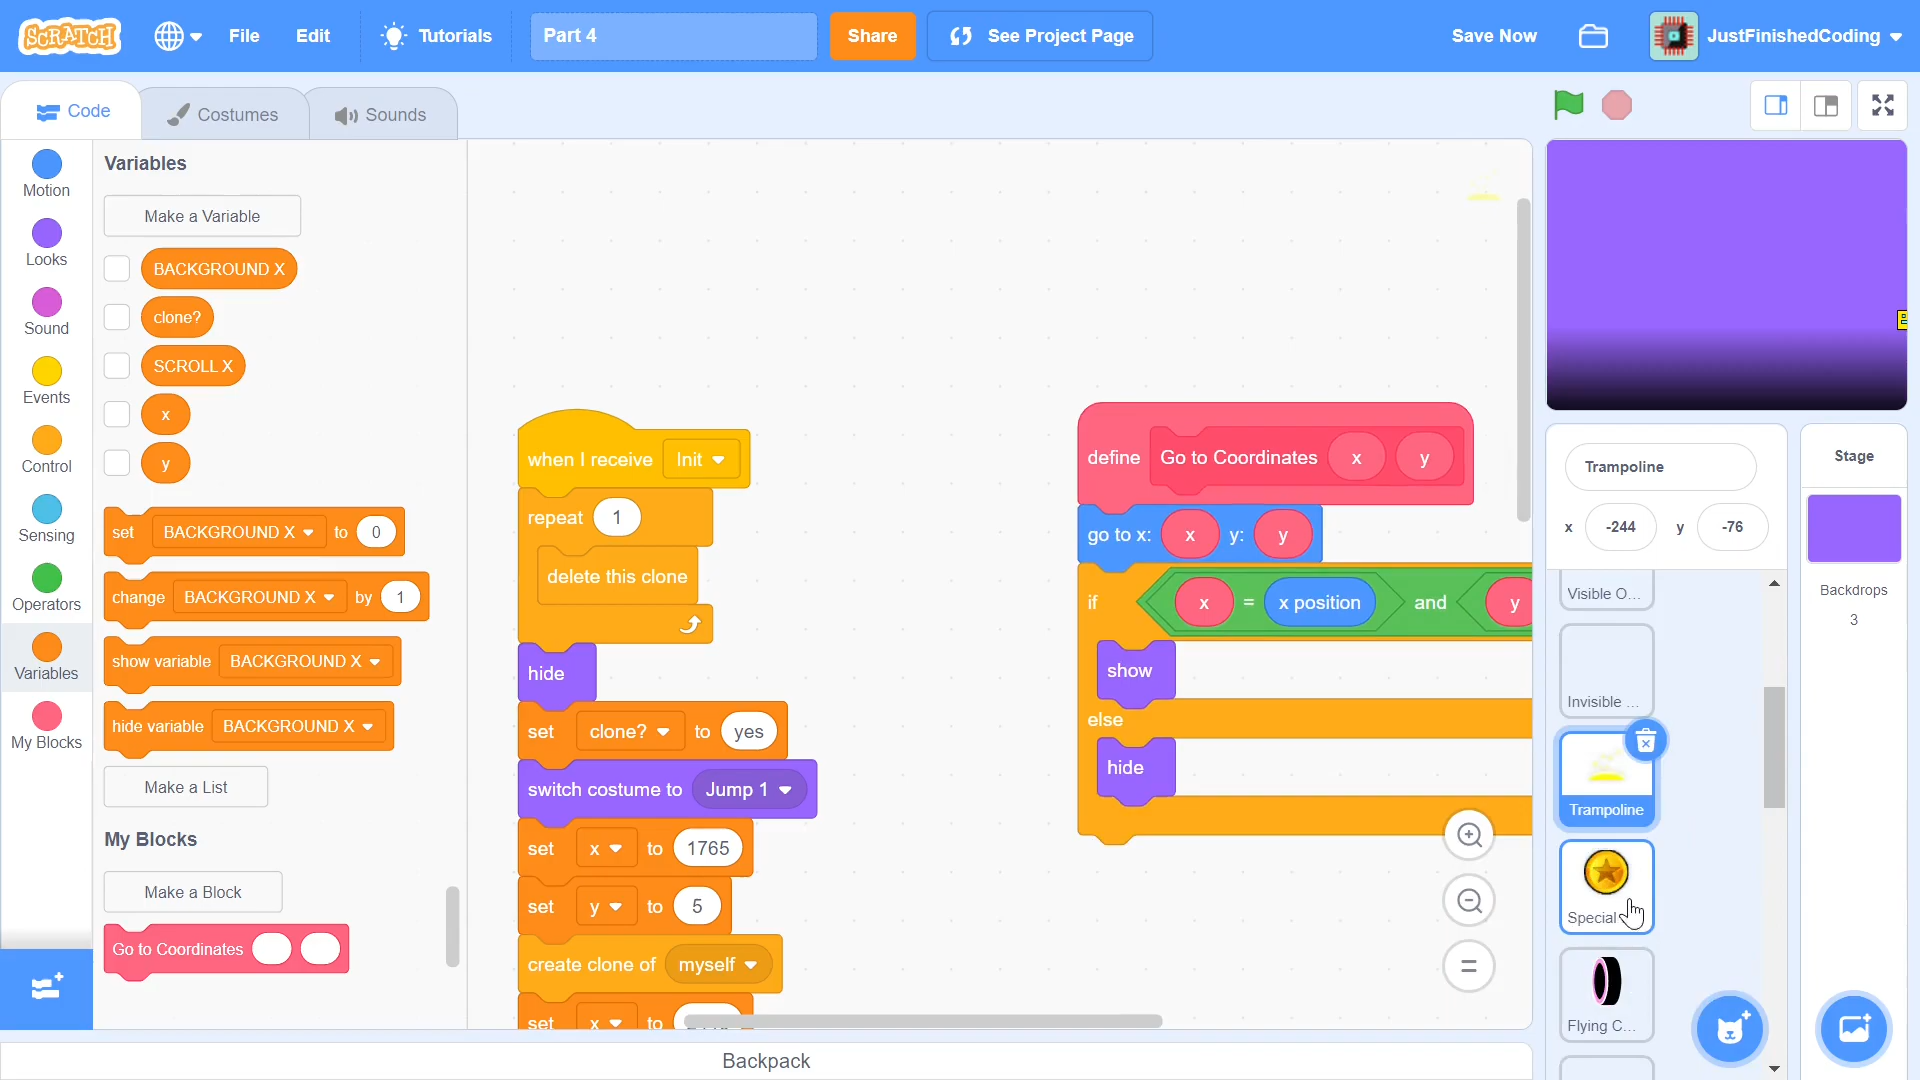 SCRATCH
File
Edit
Tutorials
Part 4
Share
See Project Page
Save Now
JustFinishedCoding
Code
Costumes
Sounds
Motion
Looks
Sound
Events
Control
Sensing
Operators
Variables
My Blocks
Variables
Make a Variable
BACKGROUND X
clone?
SCROLL X
x
y
set BACKGROUND X to 0
change BACKGROUND X by 1
show variable BACKGROUND X
hide variable BACKGROUND X
Make a List
My Blocks
Make a Block
Go to Coordinates
when I receive Init
repeat 1
delete this clone
hide
set clone? to yes
switch costume to Jump 1
set x to 1765
set y to 5
create clone of myself
set x to
define Go to Coordinates x y
go to x: x y: y
if x = x position and y
show
else
hide
Trampoline
x -244 y -76
Visible O...
Invisible ...
Trampoline
Special
Flying C...
Stage
Backdrops
3
Backpack